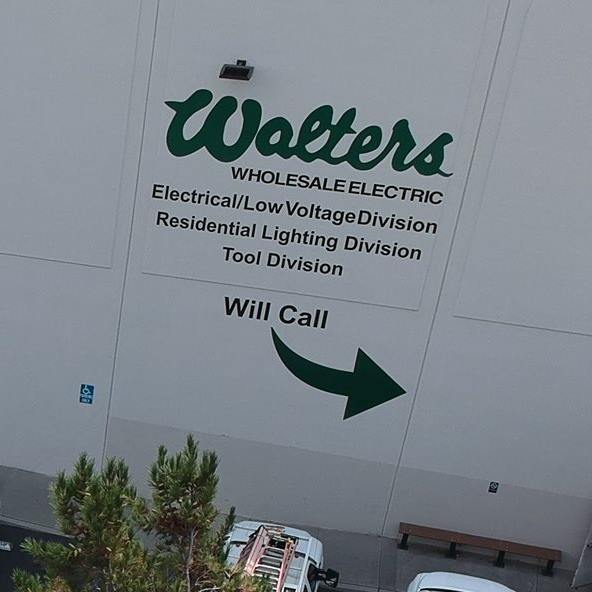 Walters
WHOLESALE ELECTRIC
Electrical/Low Voltage Division
Residential Lighting Division
Tool Division
Will Call